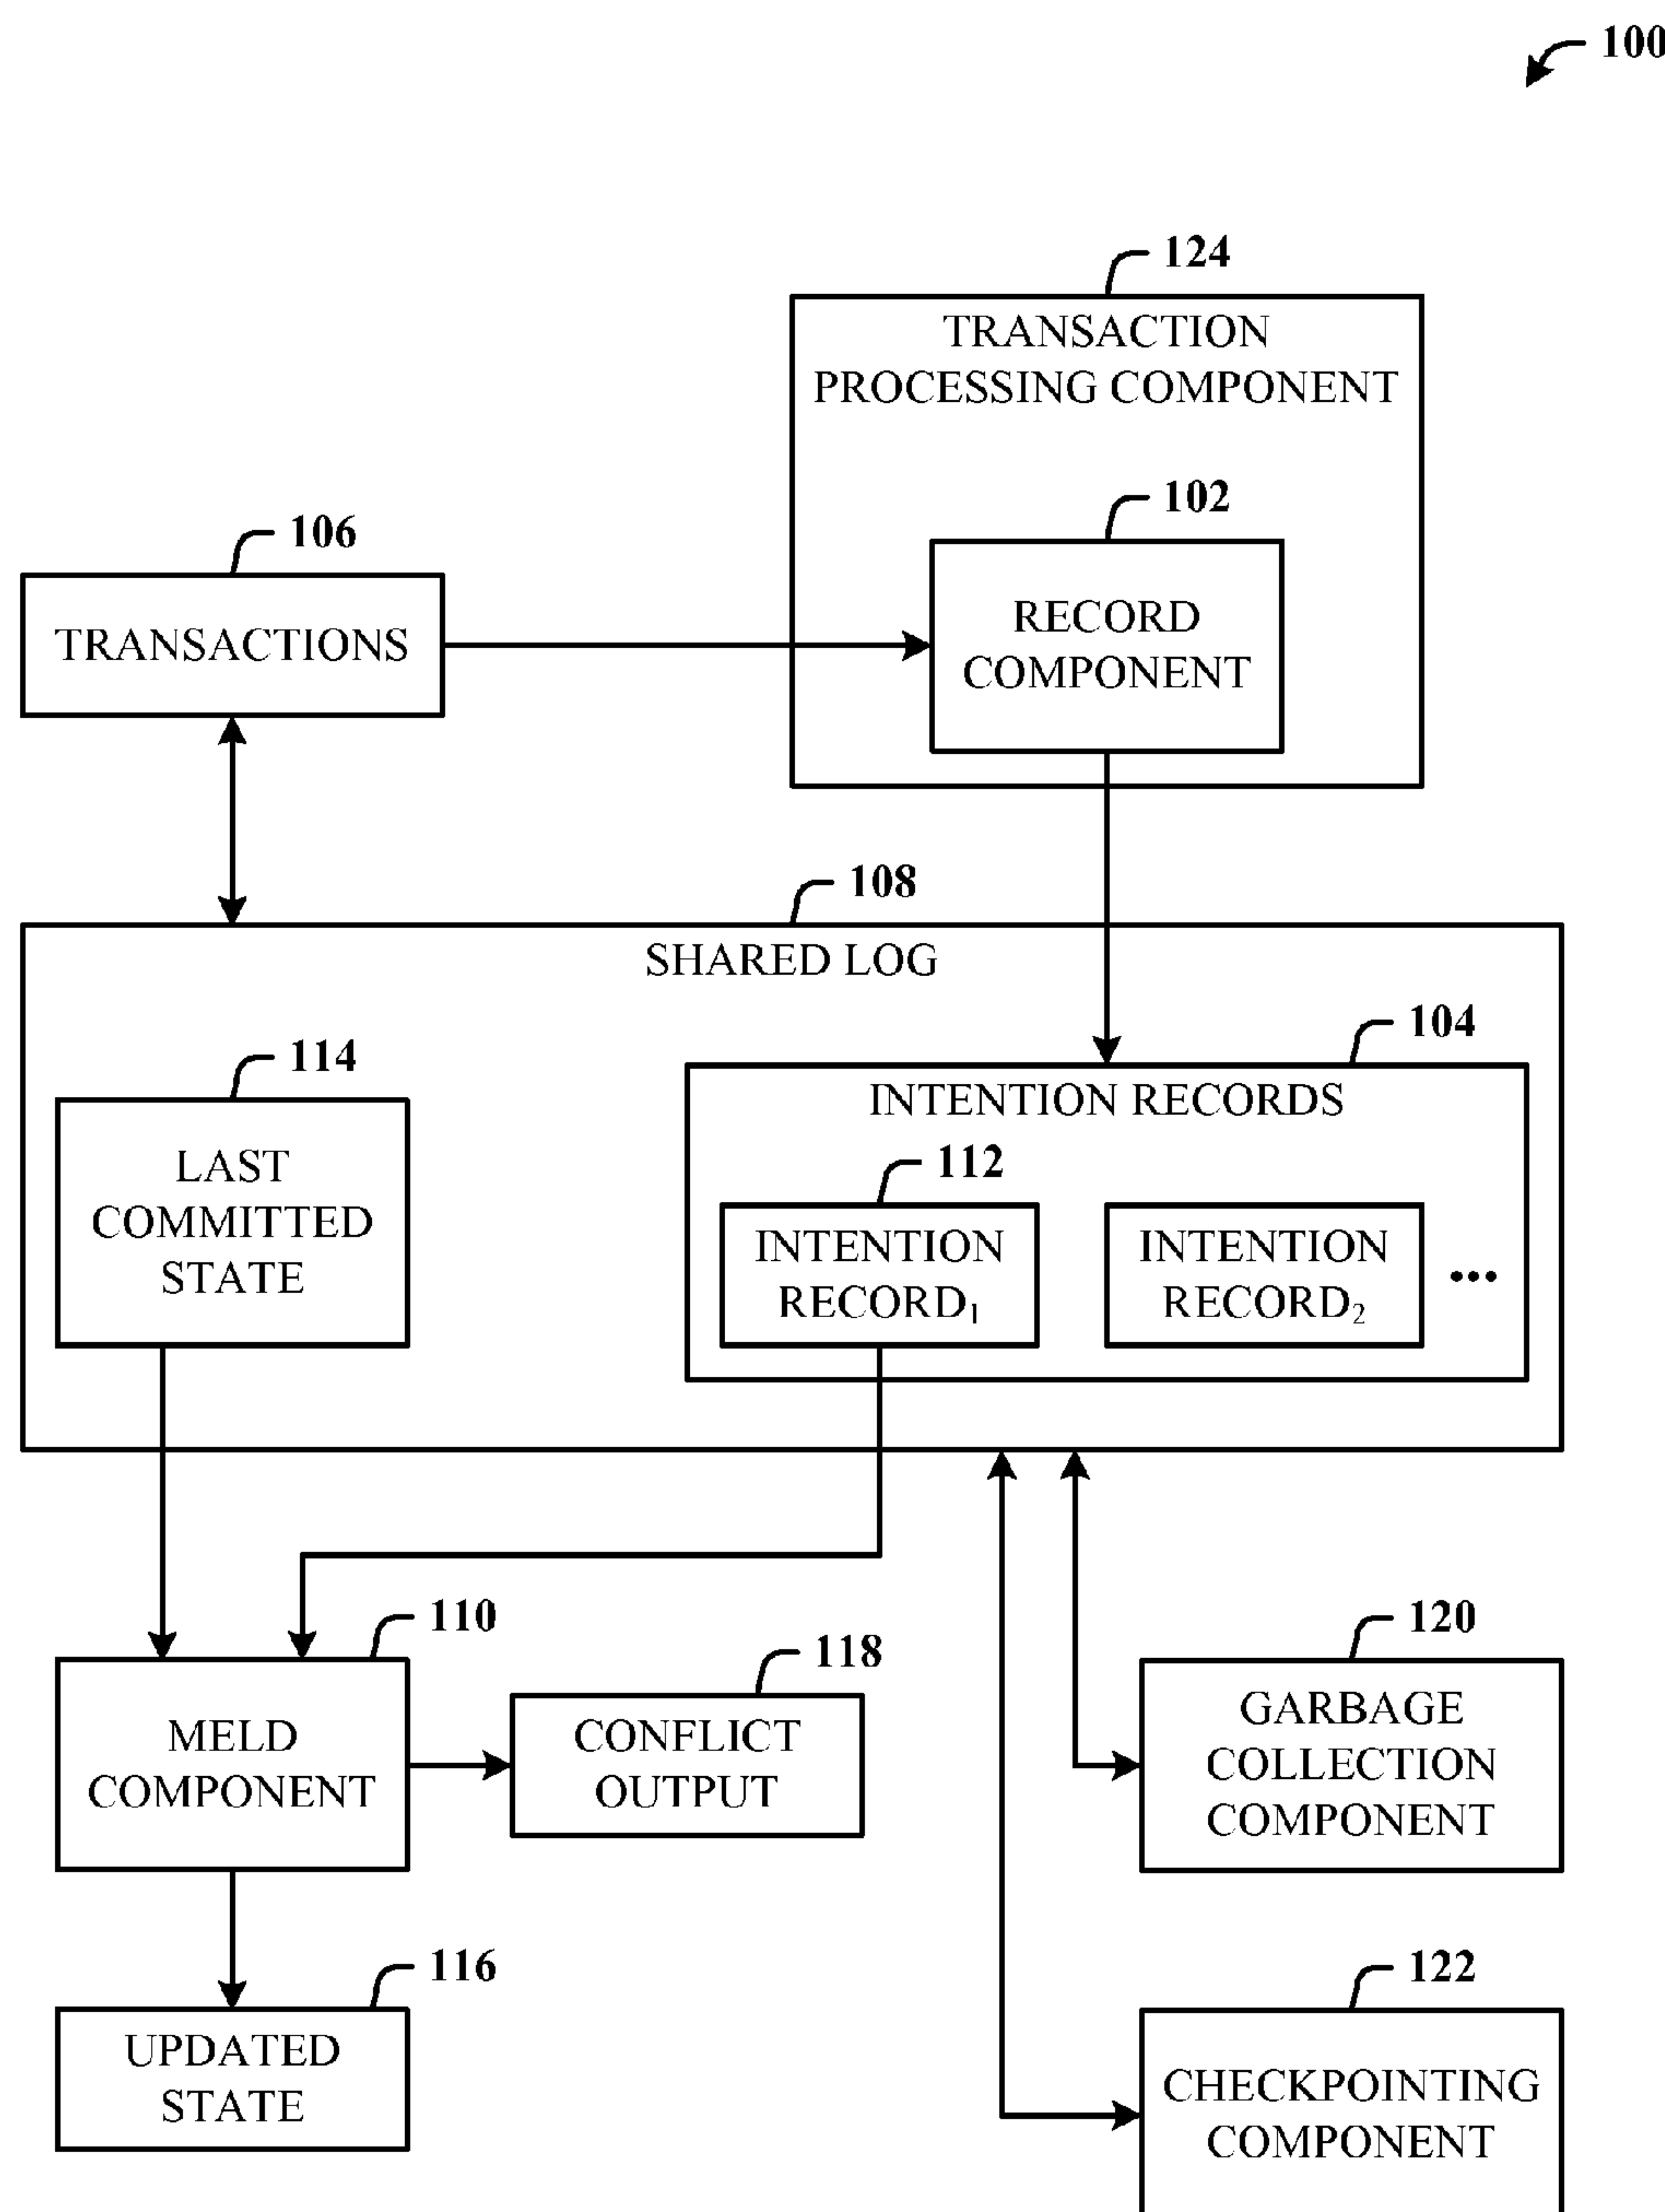 100
124
TRANSACTION
PROCESSING COMPONENT
102
RECORD
COMPONENT
106
TRANSACTIONS
108
SHARED LOG
104
INTENTION RECORDS
114
LAST
COMMITTED
STATE
112
INTENTION
RECORD₁
INTENTION
RECORD₂
...
110
MELD
COMPONENT
118
CONFLICT
OUTPUT
120
GARBAGE
COLLECTION
COMPONENT
116
UPDATED
STATE
122
CHECKPOINTING
COMPONENT